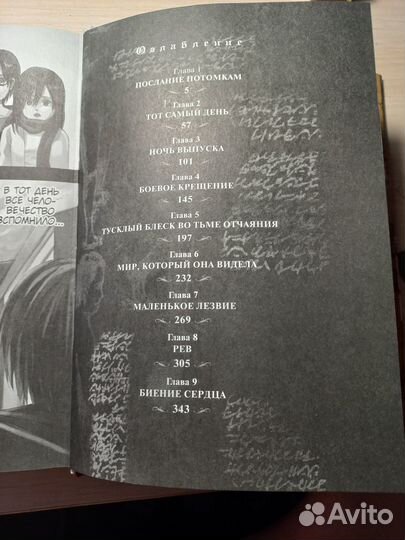 В ТОТ ДЕНЬ
ВСЁ ЧЕЛО-
ВЕЧЕСТВО
ВСПОМНИЛО...
Оглавление
Глава 1
ПОСЛАНИЕ ПОТОМКАМ
5
Глава 2
ТОТ САМЫЙ ДЕНЬ
57
Глава 3
НОЧЬ ВЫПУСКА
101
Глава 4
БОЕВОЕ КРЕЩЕНИЕ
145
Глава 5
ТУСКЛЫЙ БЛЕСК ВО ТЬМЕ ОТЧАЯНИЯ
197
Глава 6
МИР, КОТОРЫЙ ОНА ВИДЕЛА
232
Глава 7
МАЛЕНЬКОЕ ЛЕЗВИЕ
269
Глава 8
РЕВ
305
Глава 9
БИЕНИЕ СЕРДЦА
343
Avito